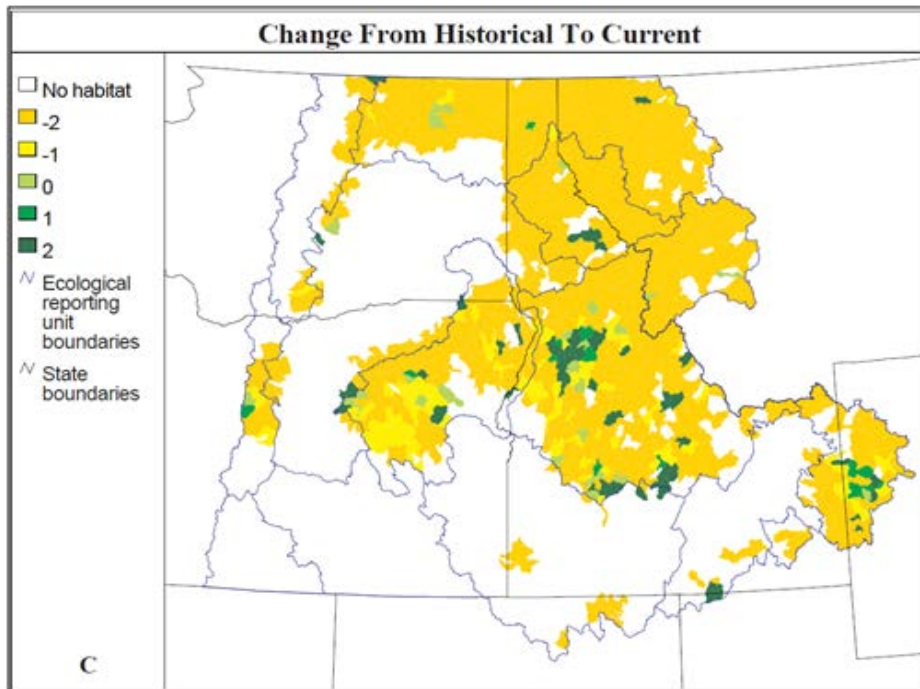 Change From Historical To Current
No habitat
-2
-1
0
1
2
Ecological
reporting
unit
boundaries
State
boundaries
C